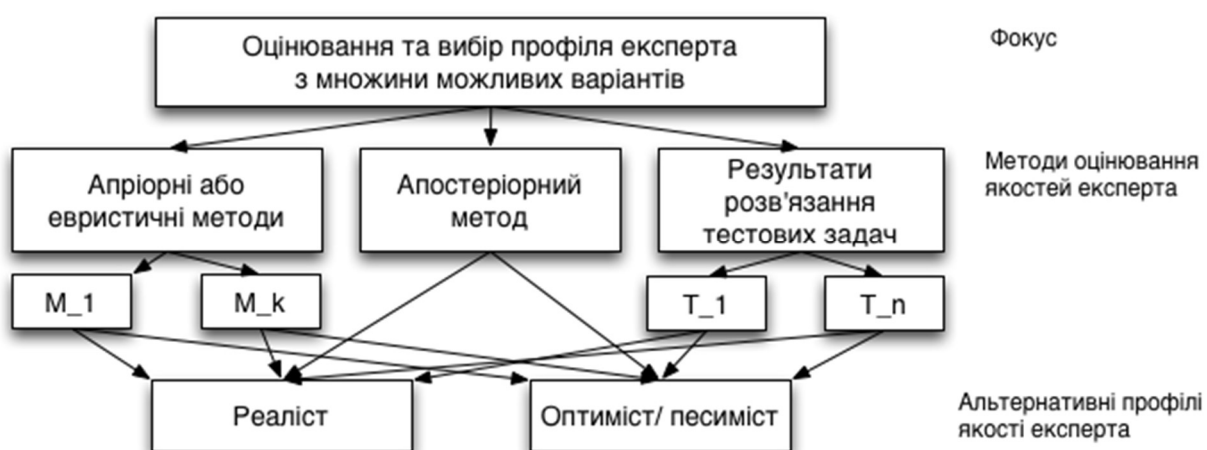 Оцінювання та вибір профіля експерта
з множини можливих варіантів
Фокус
Апріорні або
евристичні методи
Апостеріорний
метод
Результати
розв'язання
тестових задач
Методи оцінювання
якостей експерта
M_1
M_k
T_1
T_n
Реаліст
Оптиміст/ песиміст
Альтернативні профілі
якості експерта